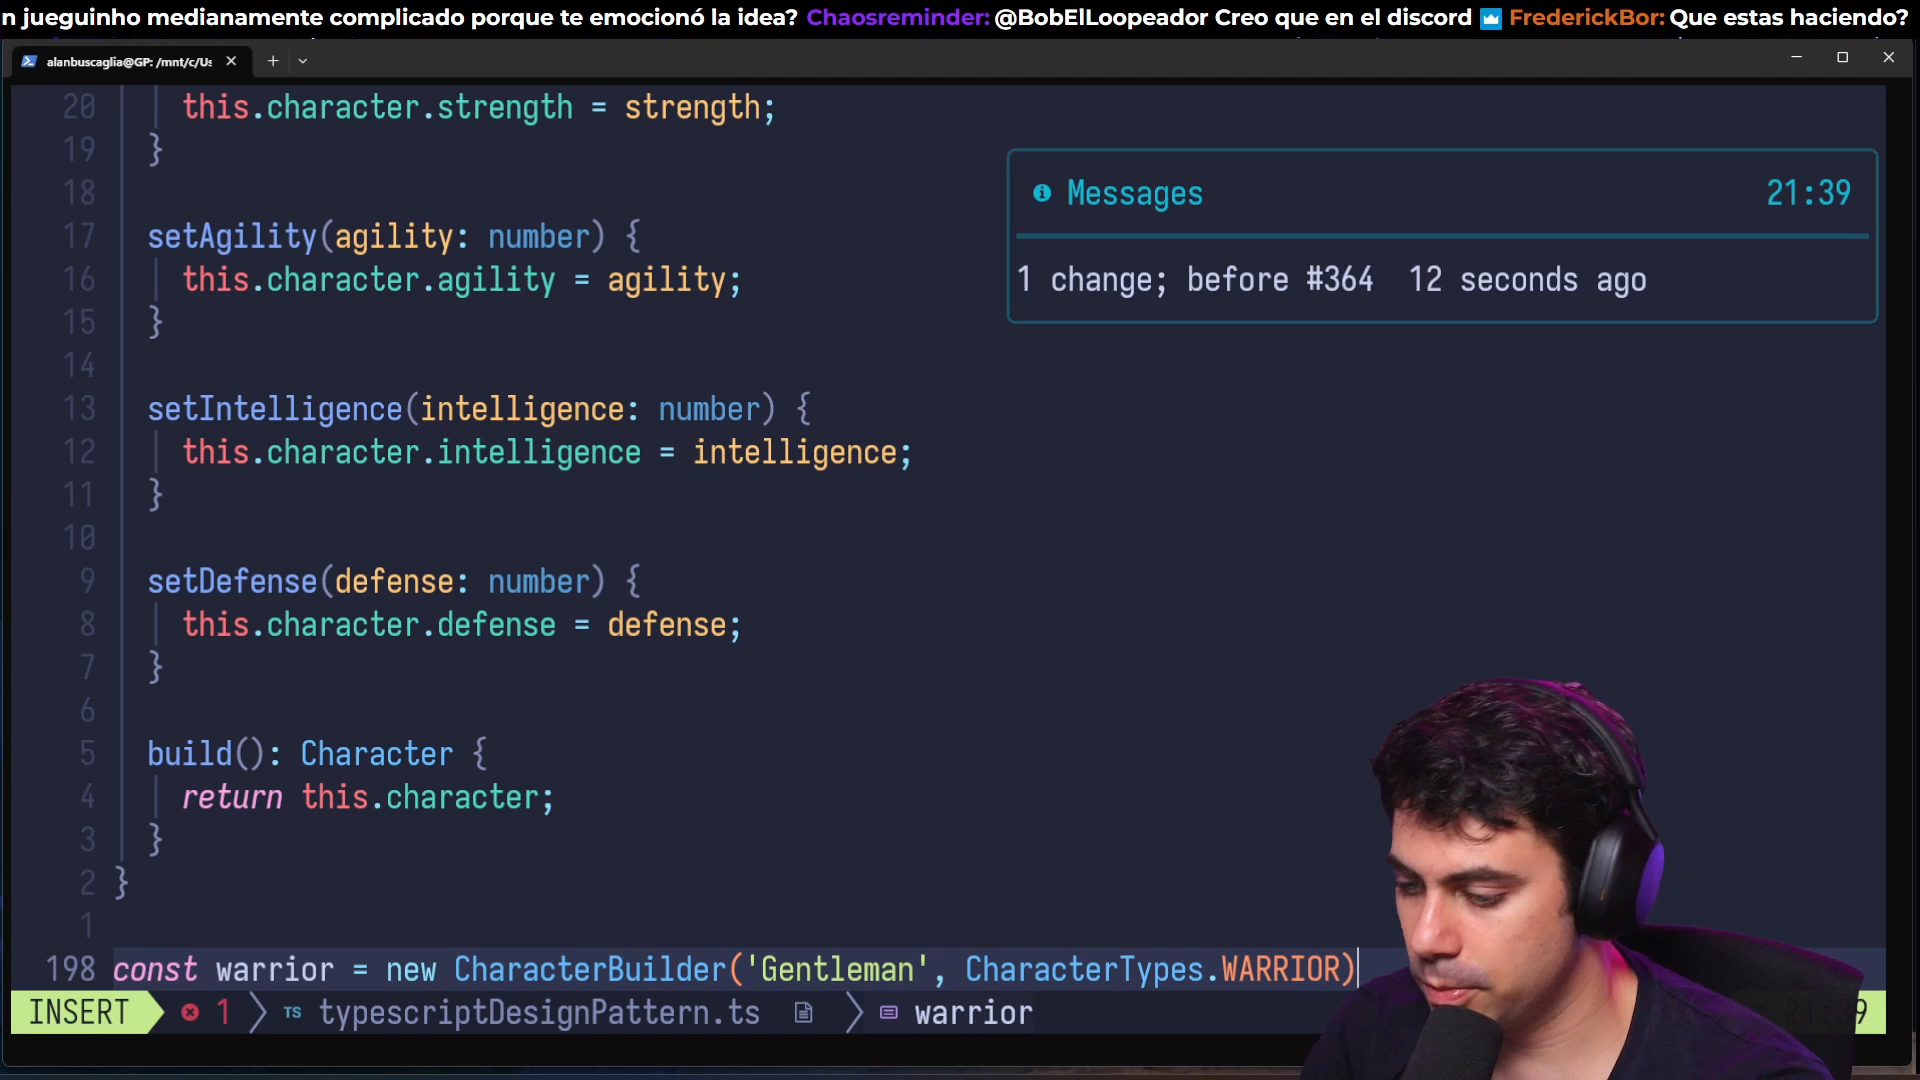 n jueguinho medianamente complicado porque te emocionó la idea? Chaosreminder: @BobElLoopeador Creo que en el discord FrederickBor: Que estas haciendo?
alanbuscaglia@GP: /mnt/c/Us
20 this.character.strength = strength;
19 }
18
17 setAgility(agility: number) {
16 this.character.agility = agility;
15 }
14
13 setIntelligence(intelligence: number) {
12 this.character.intelligence = intelligence;
11 }
10
9 setDefense(defense: number) {
8 this.character.defense = defense;
7 }
6
5 build(): Character {
4 return this.character;
3 }
2 }
1
198 const warrior = new CharacterBuilder('Gentleman', CharacterTypes.WARRIOR)
Messages 21:39
1 change; before #364 12 seconds ago
INSERT 1 TS typescriptDesignPattern.ts warrior 21:39